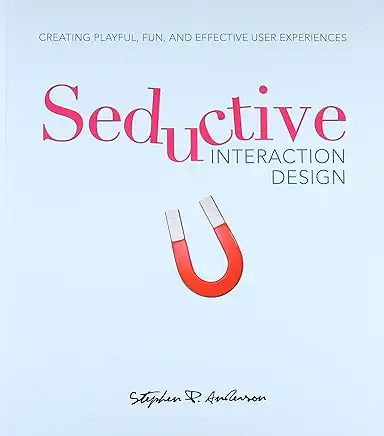 CREATING PLAYFUL, FUN, AND EFFECTIVE USER EXPERIENCES
Seductive
INTERACTION
DESIGN
Stephen P. Anderson